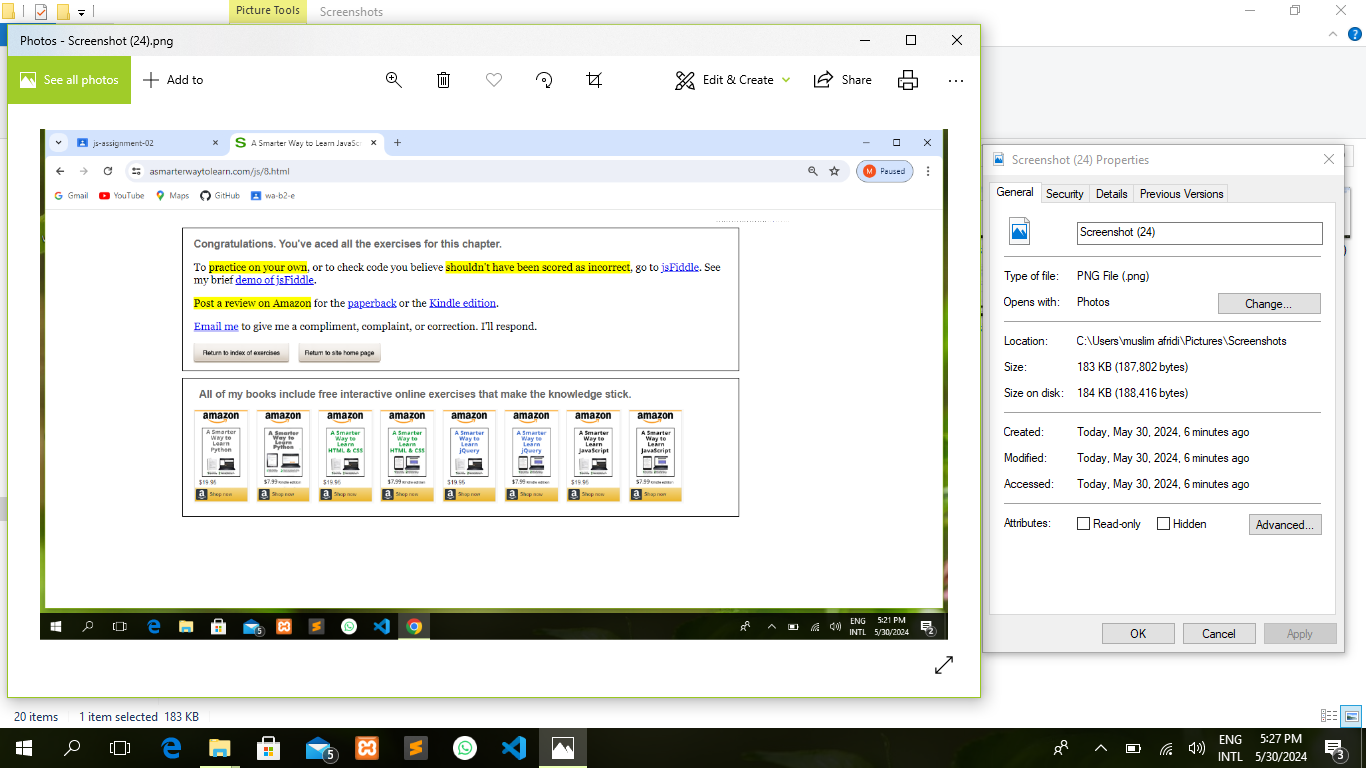 Picture Tools
Screenshots
Photos - Screenshot (24).png
See all photos
Add to
Edit & Create
Share
js-assignment-02
A Smarter Way to Learn JavaSc
asmarterwaytolearn.com/js/8.html
M Paused
Gmail
YouTube
Maps
GitHub
wa-b2-e
Congratulations. You've aced all the exercises for this chapter.
To practice on your own, or to check code you believe shouldn't have been scored as incorrect, go to jsFiddle. See
my brief demo of jsFiddle.
Post a review on Amazon for the paperback or the Kindle edition.
Email me to give me a compliment, complaint, or correction. I'll respond.
Return to index of exercises
Return to site home page
All of my books include free interactive online exercises that make the knowledge stick.
amazon amazon amazon amazon amazon amazon amazon amazon
A Smarter Way to Learn Python
$19.95
Shop now
A Smarter Way to Learn Python
$7.99 Kindle edition
Shop now
A Smarter Way to Learn HTML & CSS
$19.95
Shop now
A Smarter Way to Learn HTML & CSS
$7.99 Kindle edition
Shop now
A Smarter Way to Learn jQuery
$19.95
Shop now
A Smarter Way to Learn jQuery
$7.99 Kindle edition
Shop now
A Smarter Way to Learn JavaScript
$19.95
Shop now
A Smarter Way to Learn JavaScript
$7.99 Kindle edition
Shop now
5
ENG
INTL
5:21 PM
5/30/2024
2
Screenshot (24) Properties
General
Security
Details
Previous Versions
Screenshot (24)
Type of file: PNG File (.png)
Opens with: Photos
Change...
Location: C:\Users\muslim afridi\Pictures\Screenshots
Size: 183 KB (187,802 bytes)
Size on disk: 184 KB (188,416 bytes)
Created: Today, May 30, 2024, 6 minutes ago
Modified: Today, May 30, 2024, 6 minutes ago
Accessed: Today, May 30, 2024, 6 minutes ago
Attributes: Read-only Hidden
Advanced...
OK
Cancel
Apply
20 items
1 item selected 183 KB
5
ENG
INTL
5:27 PM
5/30/2024
3